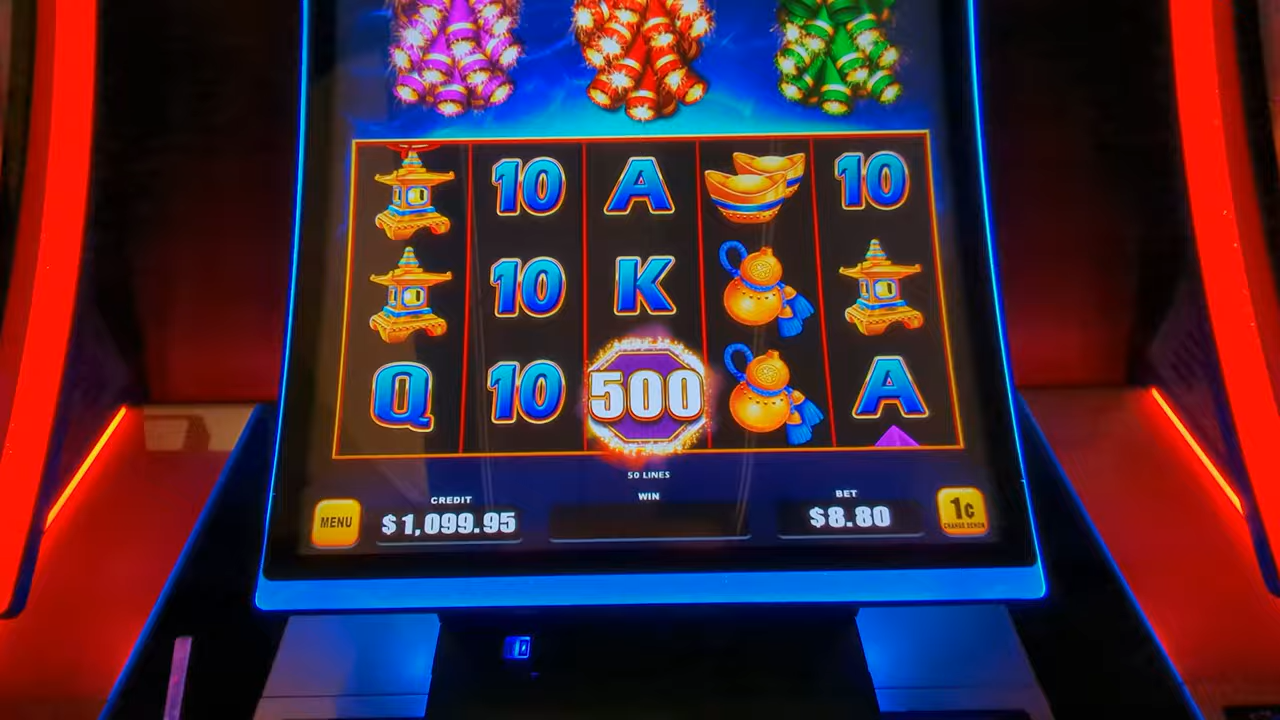 10 A 10
10 K
Q 10 500 A
50 LINES
CREDIT WIN BET
MENU $1,099.95 $8.80 1¢
CHANGE DENOM